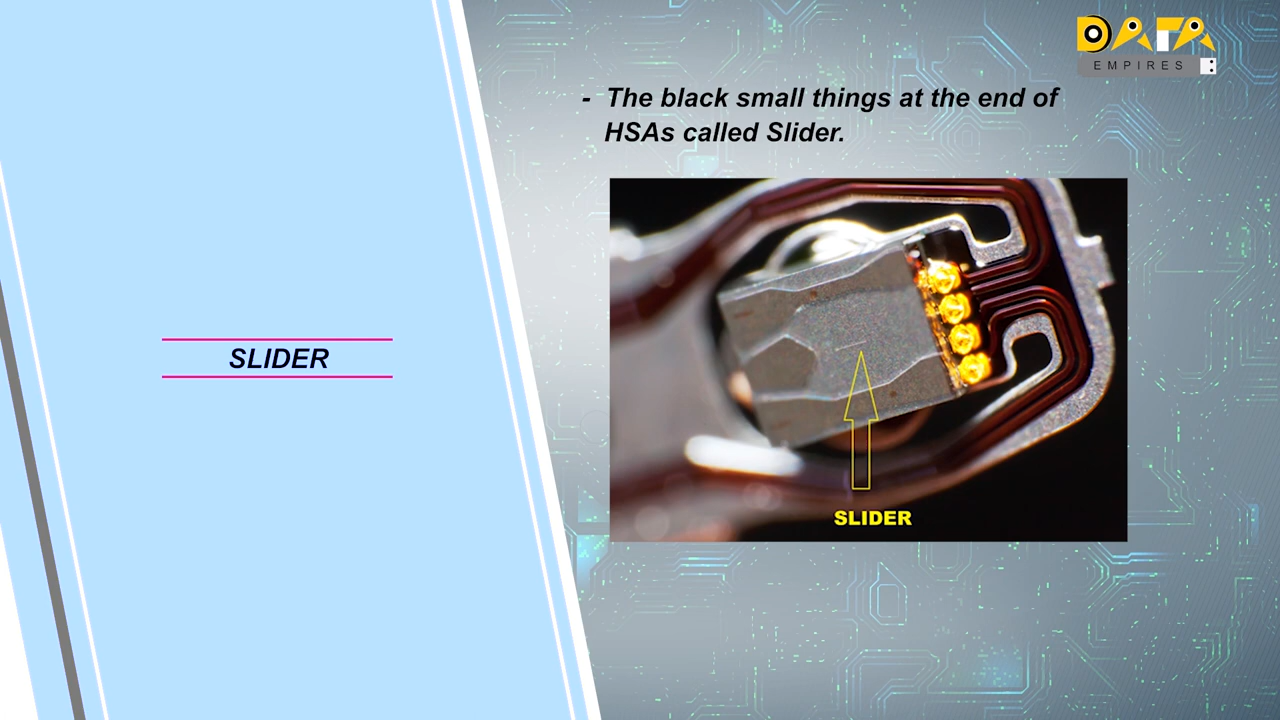 DATA
EMPIRES
- The black small things at the end of
HSAs called Slider.
SLIDER
SLIDER